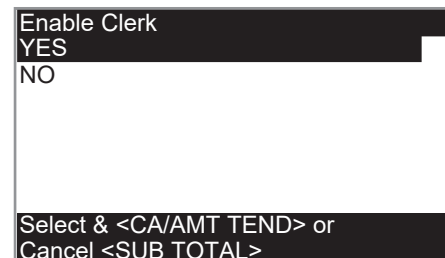 Enable Clerk
YES
NO
Select & <CA/AMT TEND> or
Cancel <SUB TOTAL>